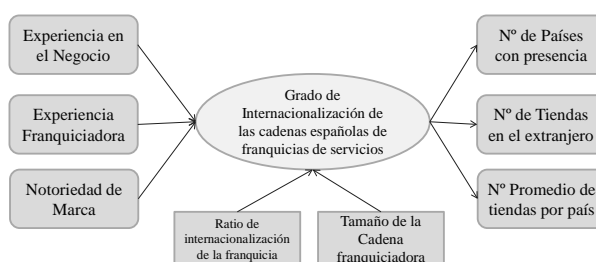 Experiencia en
el Negocio
Experiencia
Franquiciadora
Notoriedad de
Marca
Grado de
Internacionalización de
las cadenas españolas de
franquicias de servicios
Ratio de
internacionalización
de la franquicia
Tamaño de la
Cadena
franquiciadora
Nº de Países
con presencia
Nº de Tiendas
en el extranjero
Nº Promedio de
tiendas por país